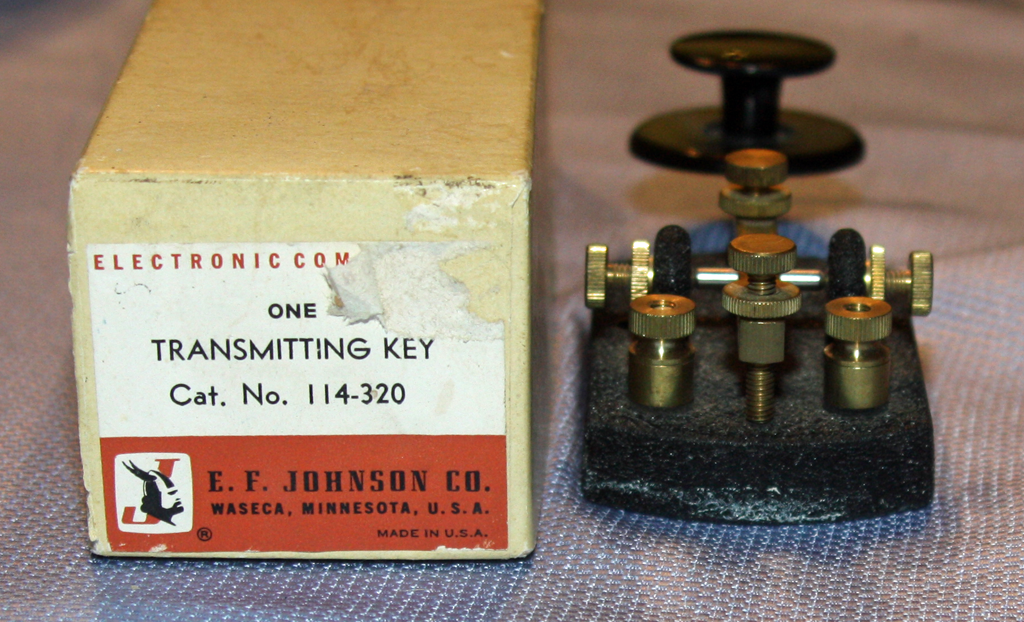 ELECTRONIC COM
ONE
TRANSMITTING KEY
Cat. No. 114-320
J
E. F. JOHNSON CO.
WASECA, MINNESOTA, U.S.A.
®
MADE IN U.S.A.